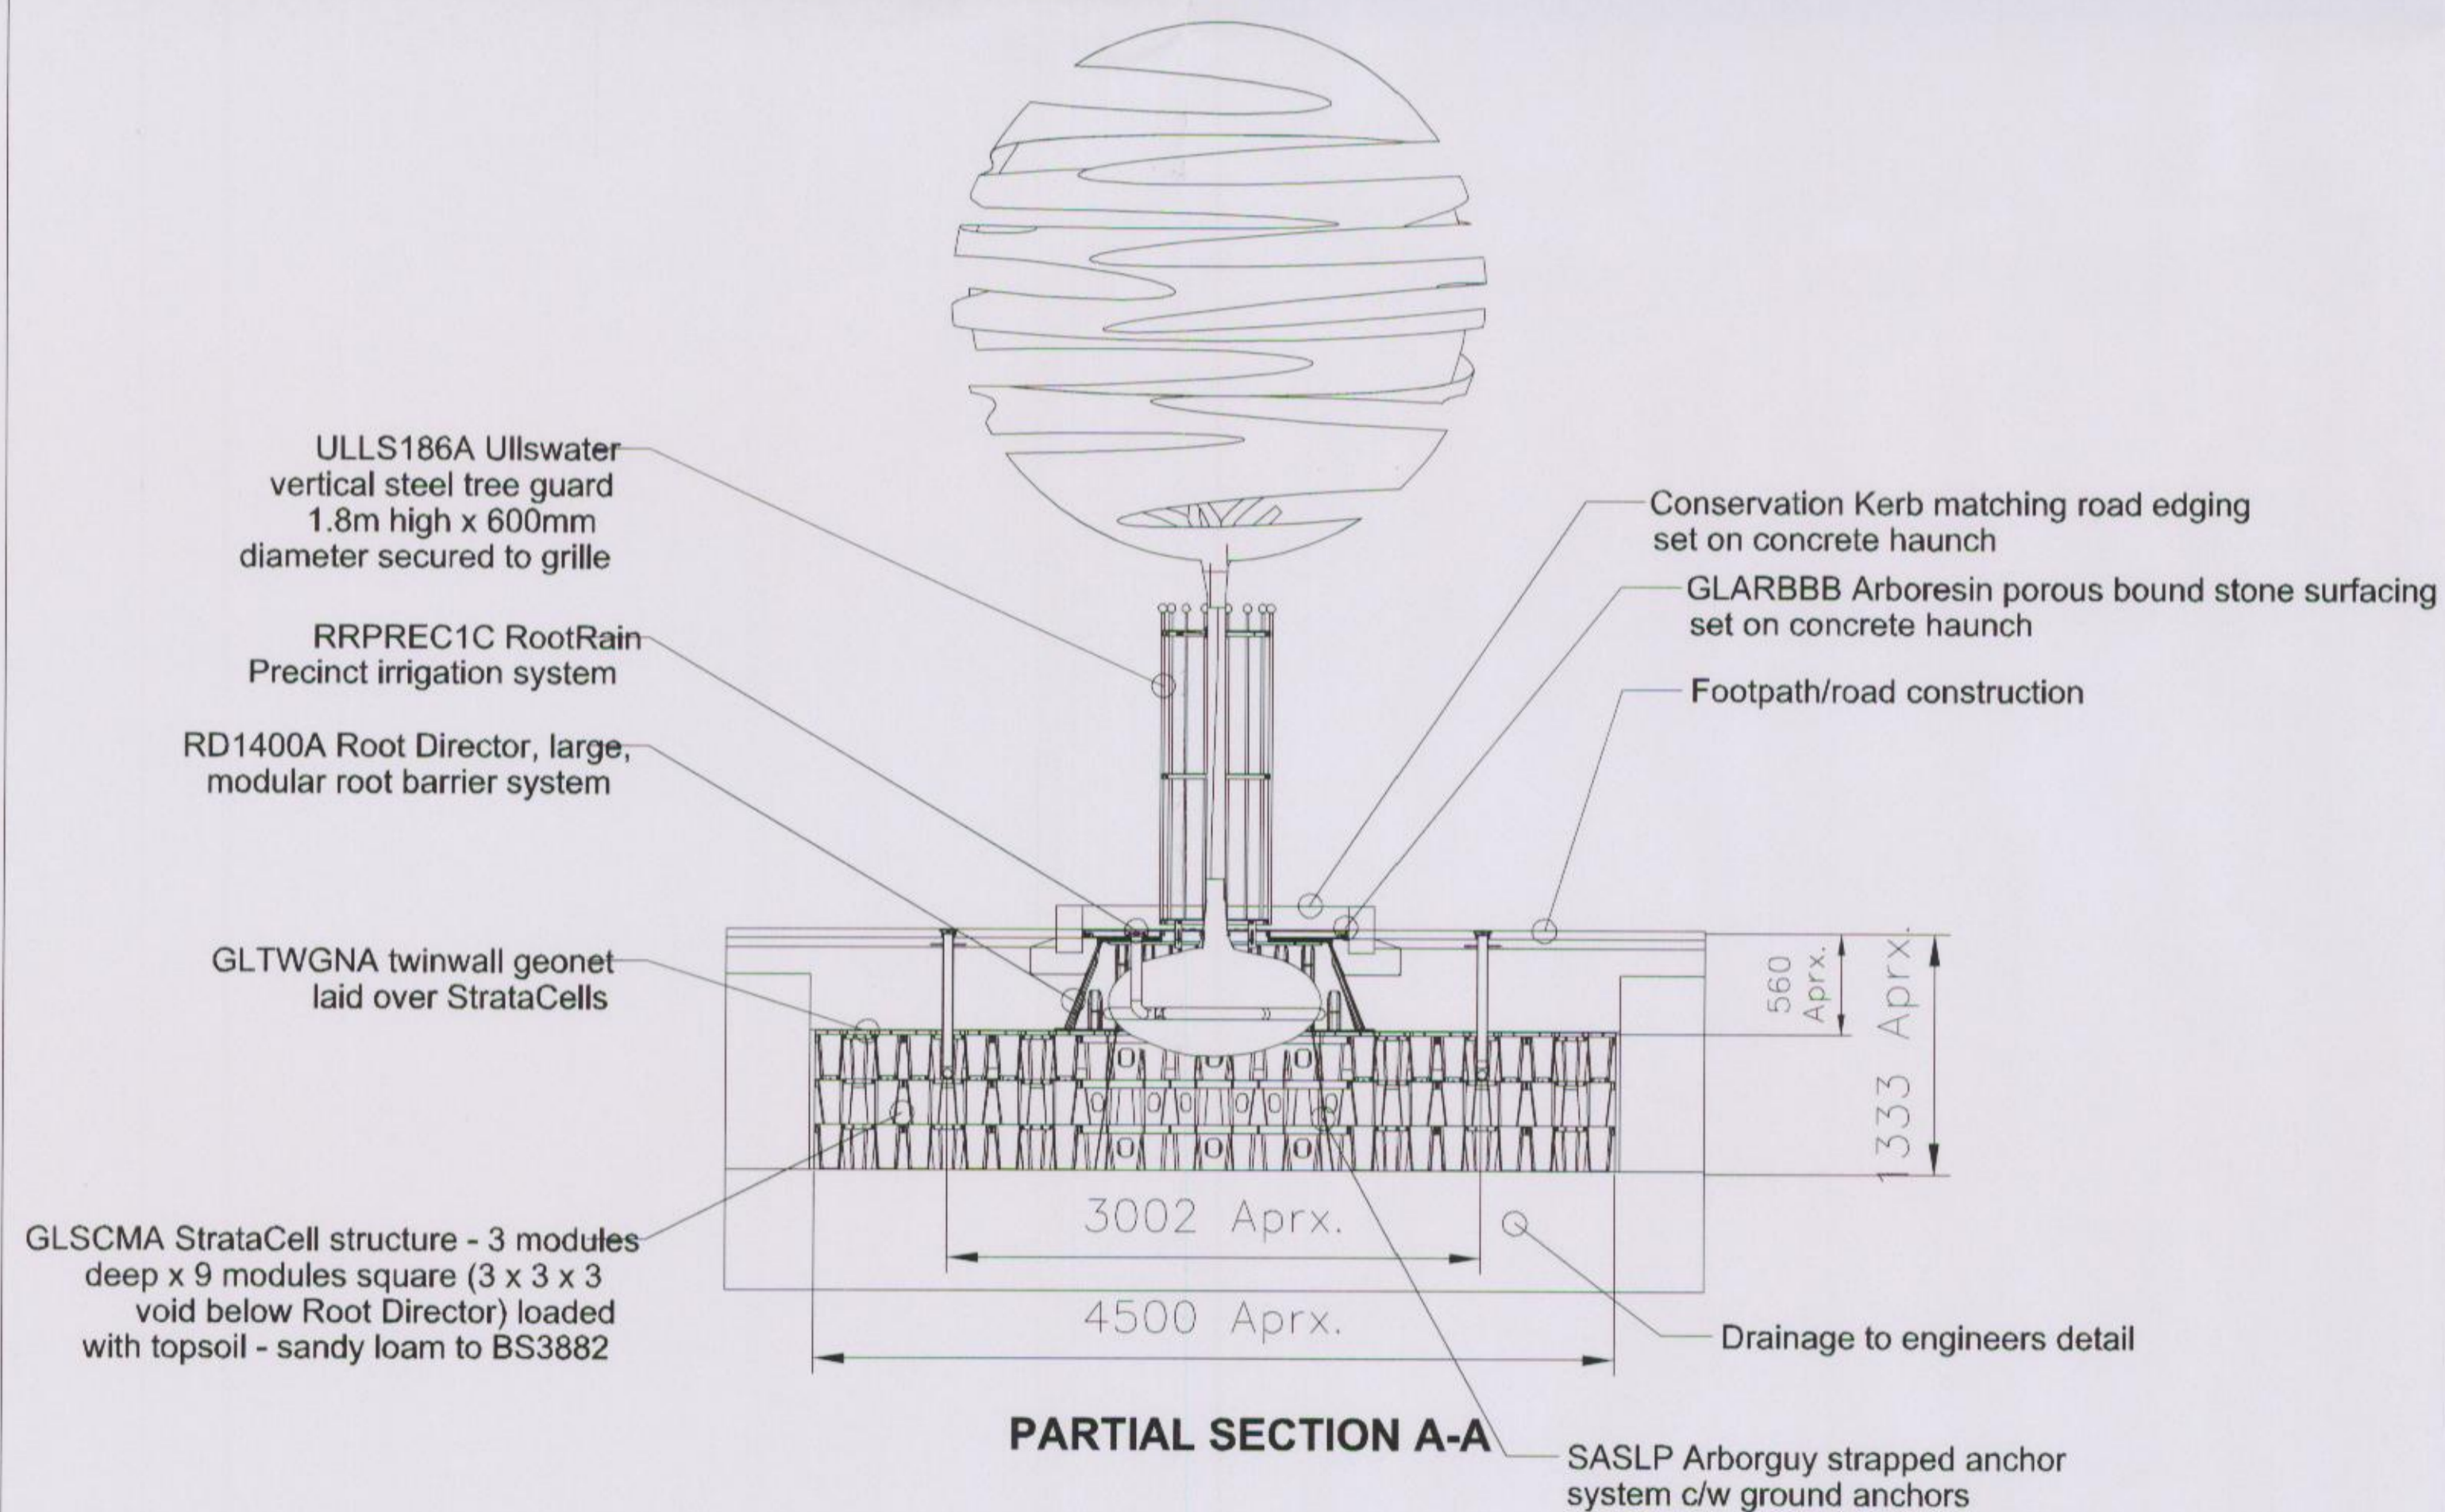 ULLS186A Ullswater
vertical steel tree guard
1.8m high x 600mm
diameter secured to grille
RRPREC1C RootRain
Precinct irrigation system
RD1400A Root Director, large,
modular root barrier system
GLTWGNA twinwall geonet
laid over StrataCells
GLSCMA StrataCell structure - 3 modules
deep x 9 modules square (3 x 3 x 3
void below Root Director) loaded
with topsoil - sandy loam to BS3882
Conservation Kerb matching road edging
set on concrete haunch
GLARBBB Arboresin porous bound stone surfacing
set on concrete haunch
Footpath/road construction
560
Aprx.
1333 Aprx.
3002 Aprx.
4500 Aprx.
Drainage to engineers detail
PARTIAL SECTION A-A
SASLP Arborguy strapped anchor
system c/w ground anchors